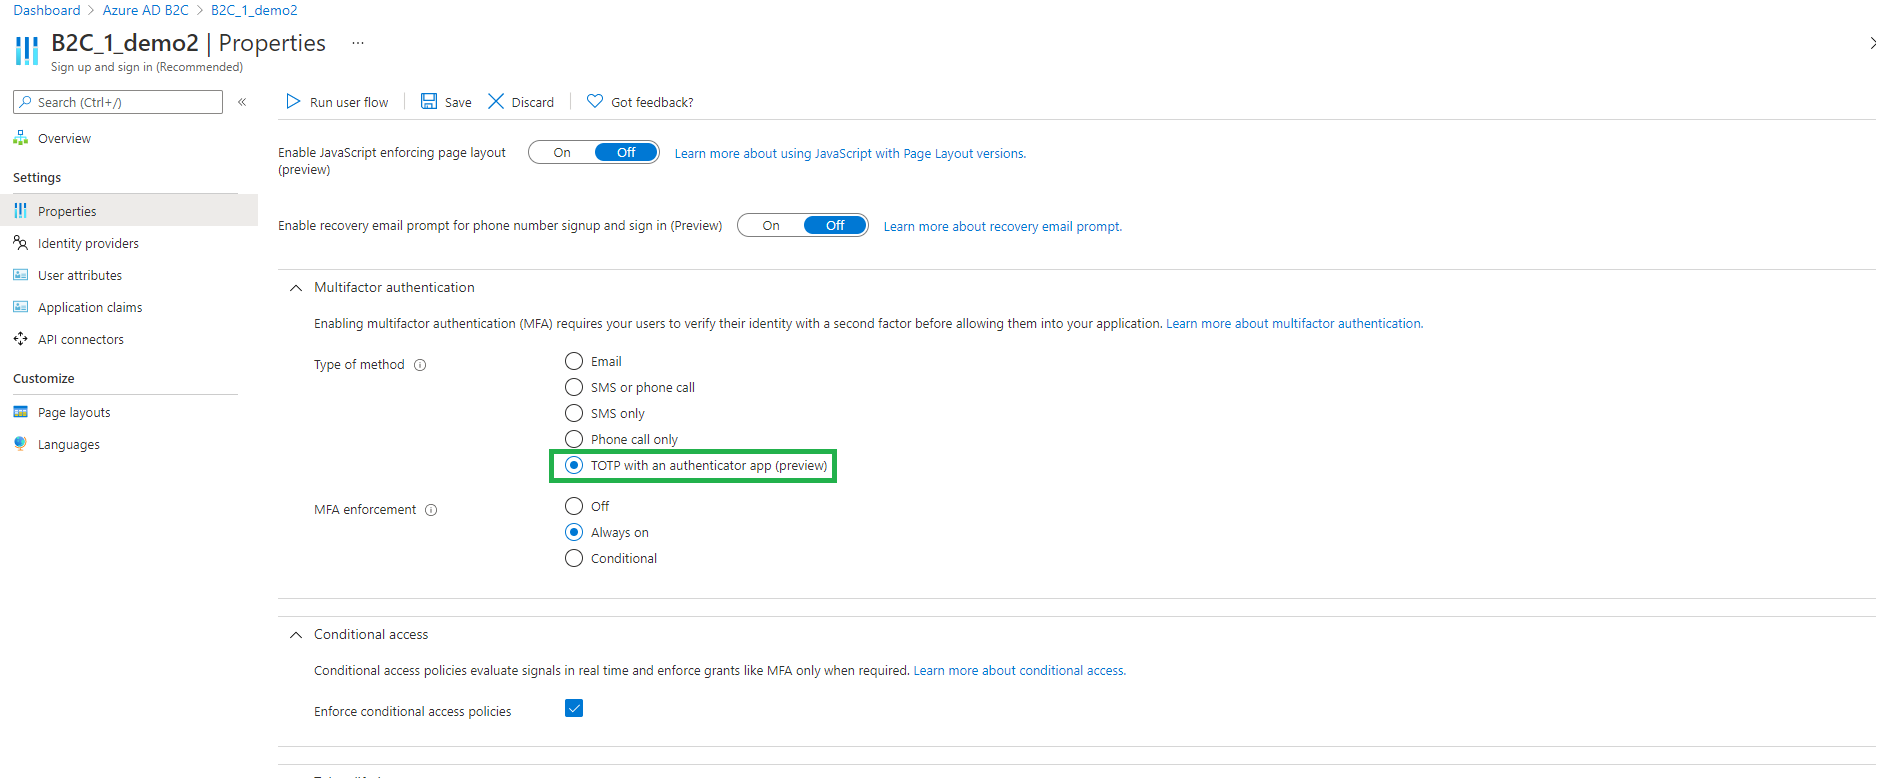 Dashboard > Azure AD B2C > B2C_1_demo2
B2C_1_demo2 | Properties ...
Sign up and sign in (Recommended)
Search (Ctrl+/) «
Run user flow Save Discard Got feedback?
Overview
Settings
Properties
Identity providers
User attributes
Application claims
API connectors
Customize
Page layouts
Languages
Enable JavaScript enforcing page layout
(preview)
On Off
Learn more about using JavaScript with Page Layout versions.
Enable recovery email prompt for phone number signup and sign in (Preview) On Off Learn more about recovery email prompt.
Multifactor authentication
Enabling multifactor authentication (MFA) requires your users to verify their identity with a second factor before allowing them into your application. Learn more about multifactor authentication.
Type of method
Email
SMS or phone call
SMS only
Phone call only
TOTP with an authenticator app (preview)
MFA enforcement
Off
Always on
Conditional
Conditional access
Conditional access policies evaluate signals in real time and enforce grants like MFA only when required. Learn more about conditional access.
Enforce conditional access policies